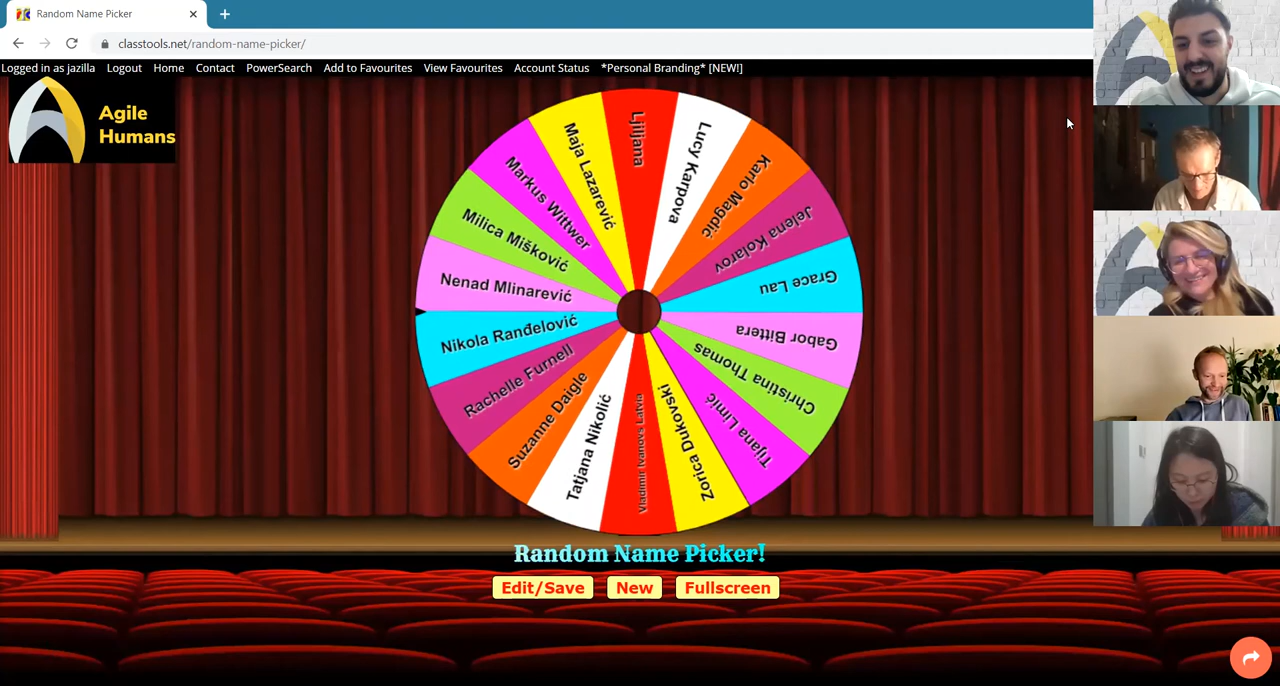 Random Name Picker
classtools.net/random-name-picker/
Logged in as jazilla Logout Home Contact PowerSearch Add to Favourites View Favourites Account Status *Personal Branding* [NEW!]
Agile
Humans
Ljiljana
Lucy Karpova
Karlo Magdić
Jelena Kolarov
Grace Lau
Gabor Bittera
Christina Thomas
Tijana Limić
Zorica Dukovski
Vladimir Ivanovs Latvia
Tatjana Nikolić
Suzanne Daigle
Rachelle Furnell
Nikola Ranđelović
Nenad Mlinarević
Milica Mišković
Markus Wittwer
Maja Lazarević
Random Name Picker!
Edit/Save New Fullscreen